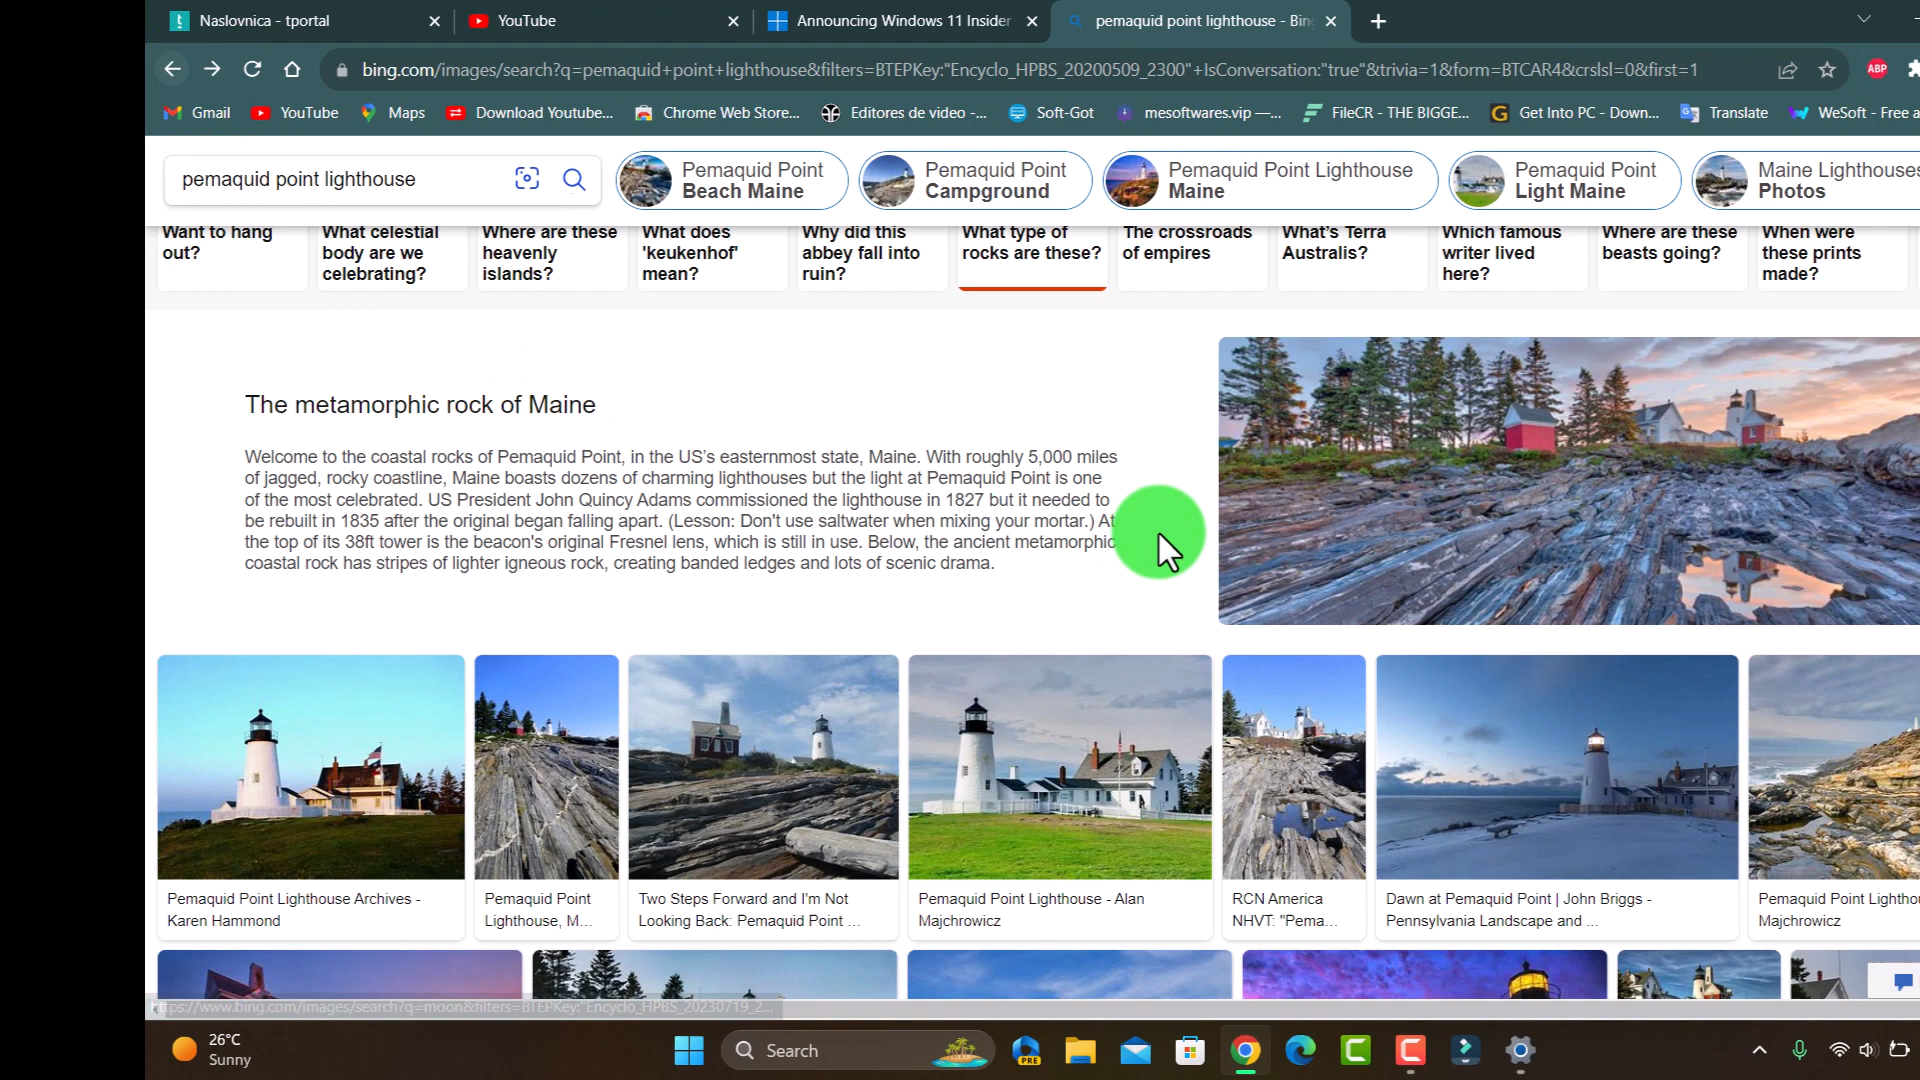 Naslovnica - tportal
YouTube
Announcing Windows 11 Insider
pemaquid point lighthouse - Bin
bing.com/images/search?q=pemaquid+point+lighthouse&filters=BTEPKey:"Encyclo_HPBS_20200509_2300"+IsConversation:"true"&trivia=1&form=BTCAR4&crslsl=0&first=1
ABP
Gmail
YouTube
Maps
Download Youtube...
Chrome Web Store...
Editores de video -...
Soft-Got
mesoftwares.vip —...
FileCR - THE BIGGE...
Get Into PC - Down...
Translate
WeSoft - Free a
pemaquid point lighthouse
Pemaquid Point
Beach Maine
Pemaquid Point
Campground
Pemaquid Point Lighthouse
Maine
Pemaquid Point
Light Maine
Maine Lighthouses
Photos
Want to hang
out?
What celestial
body are we
celebrating?
Where are these
heavenly
islands?
What does
'keukenhof'
mean?
Why did this
abbey fall into
ruin?
What type of
rocks are these?
The crossroads
of empires
What's Terra
Australis?
Which famous
writer lived
here?
Where are these
beasts going?
When were
these prints
made?
The metamorphic rock of Maine
Welcome to the coastal rocks of Pemaquid Point, in the US's easternmost state, Maine. With roughly 5,000 miles
of jagged, rocky coastline, Maine boasts dozens of charming lighthouses but the light at Pemaquid Point is one
of the most celebrated. US President John Quincy Adams commissioned the lighthouse in 1827 but it needed to
be rebuilt in 1835 after the original began falling apart. (Lesson: Don't use saltwater when mixing your mortar.) At
the top of its 38ft tower is the beacon's original Fresnel lens, which is still in use. Below, the ancient metamorphic
coastal rock has stripes of lighter igneous rock, creating banded ledges and lots of scenic drama.
Pemaquid Point Lighthouse Archives -
Karen Hammond
Pemaquid Point
Lighthouse, M...
Two Steps Forward and I'm Not
Looking Back: Pemaquid Point ...
Pemaquid Point Lighthouse - Alan
Majchrowicz
RCN America
NHVT: "Pema...
Dawn at Pemaquid Point | John Briggs -
Pennsylvania Landscape and ...
Pemaquid Point Lighthou
Majchrowicz
https://www.bing.com/images/search?q=moon&filters=BTEPKey:"Encyclo_HPBS_20230719_2...
26°C
Sunny
Search
PRE